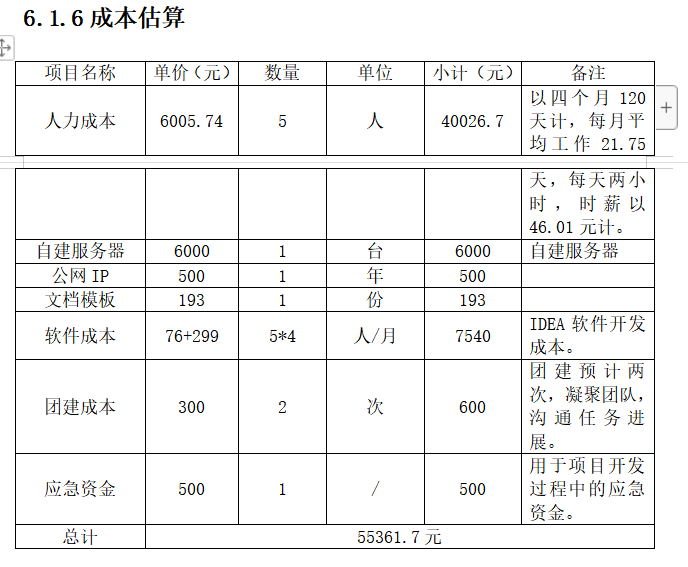 6.1.6 成本估算
项目名称 单价（元） 数量 单位 小计（元） 备注
人力成本 6005.74 5 人 40026.7 以四个月 120
天计，每月平
均工作 21.75
天，每天两小
时，时薪以
46.01 元计。
自建服务器 6000 1 台 6000 自建服务器
公网 IP 500 1 年 500
文档模板 193 1 份 193
软件成本 76+299 5*4 人/月 7540 IDEA 软件开发
成本。
团建成本 300 2 次 600 团建预计两
次，凝聚团队，
沟通任务进
展。
应急资金 500 1 / 500 用于项目开发
过程中的应急
资金。
总计 55361.7 元